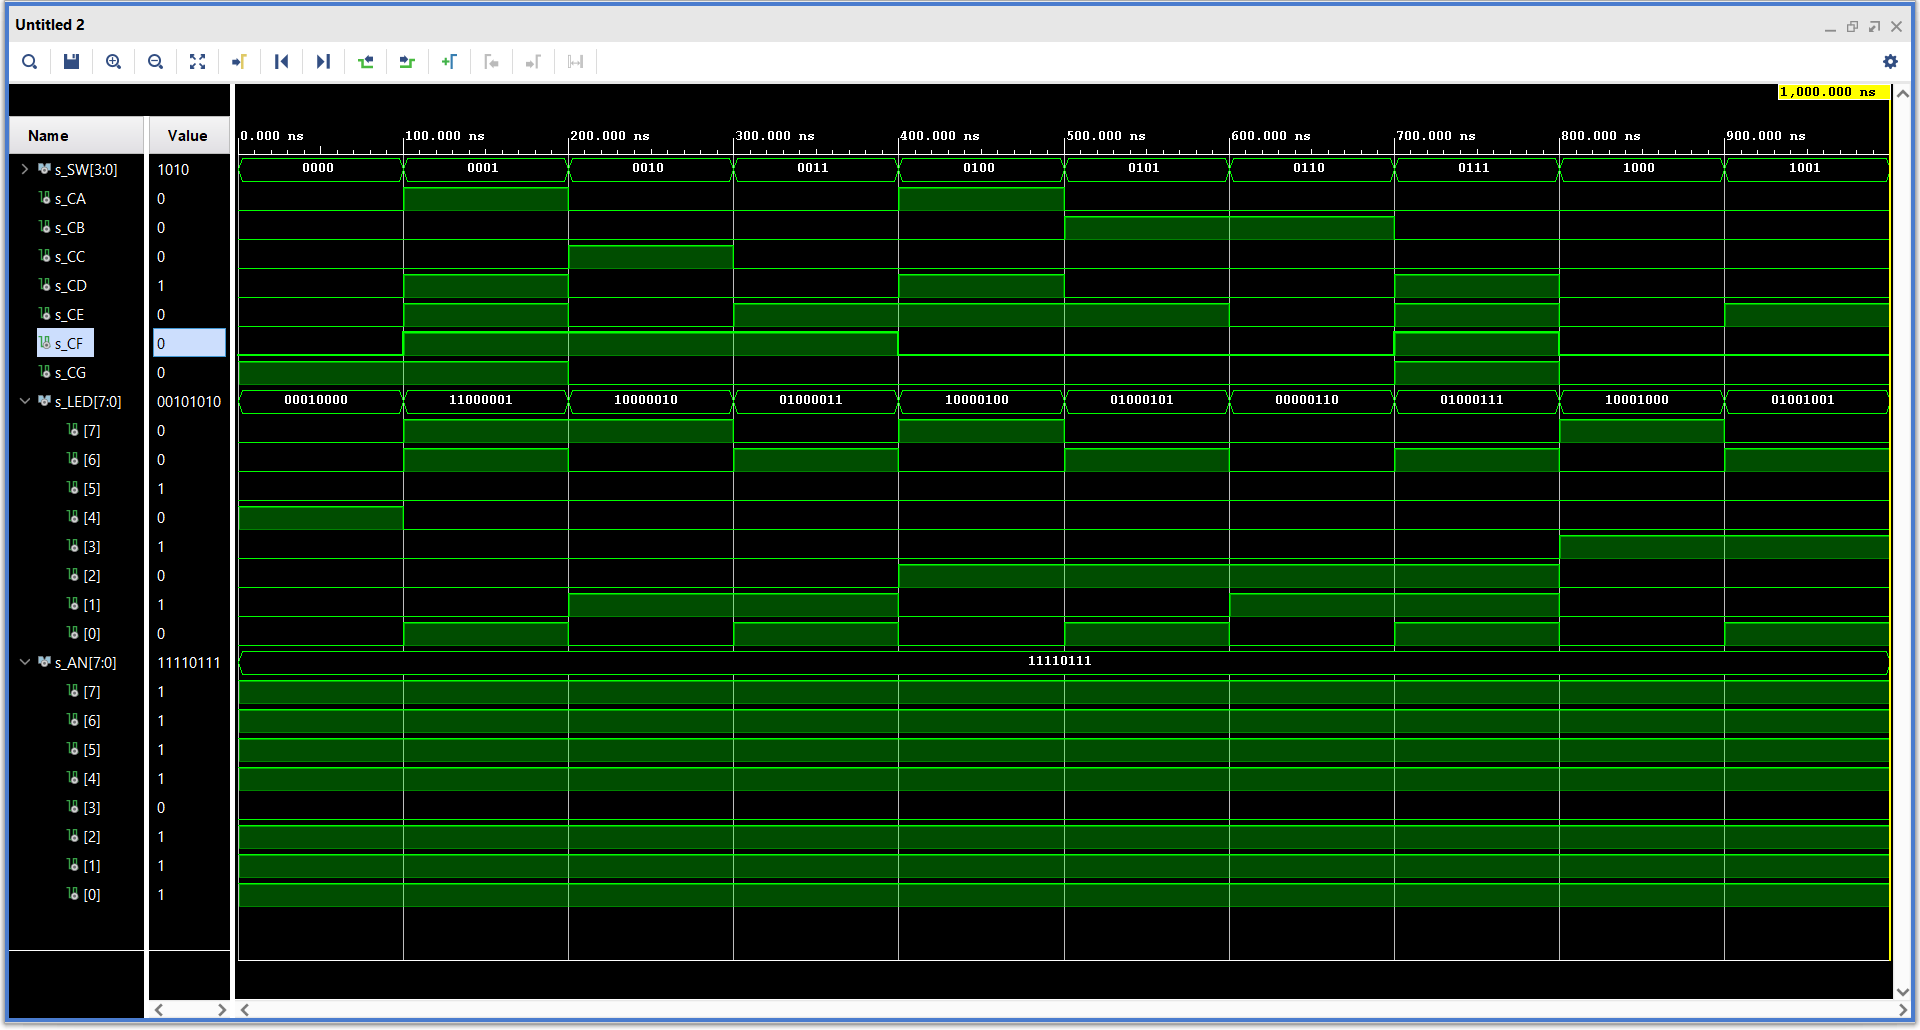 Untitled 2
1,000.000 ns
Name Value
0.000 ns 100.000 ns 200.000 ns 300.000 ns 400.000 ns 500.000 ns 600.000 ns 700.000 ns 800.000 ns 900.000 ns
s_SW[3:0] 1010 0000 0001 0010 0011 0100 0101 0110 0111 1000 1001
s_CA 0
s_CB 0
s_CC 0
s_CD 1
s_CE 0
s_CF 0
s_CG 0
s_LED[7:0] 00101010 00010000 11000001 10000010 01000011 10000100 01000101 00000110 01000111 10001000 01001001
[7] 0
[6] 0
[5] 1
[4] 0
[3] 1
[2] 0
[1] 1
[0] 0
s_AN[7:0] 11110111 11110111
[7] 1
[6] 1
[5] 1
[4] 1
[3] 0
[2] 1
[1] 1
[0] 1